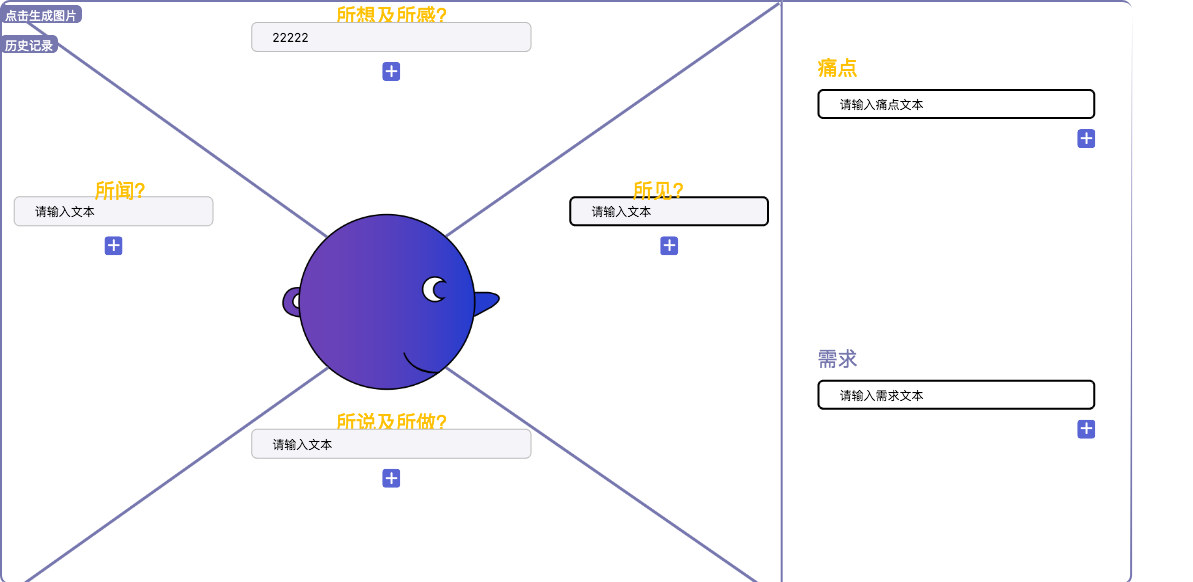 点击生成图片
历史记录
所想及所感?
22222
所闻?
请输入文本
所见?
请输入文本
所说及所做?
请输入文本
痛点
请输入痛点文本
需求
请输入需求文本